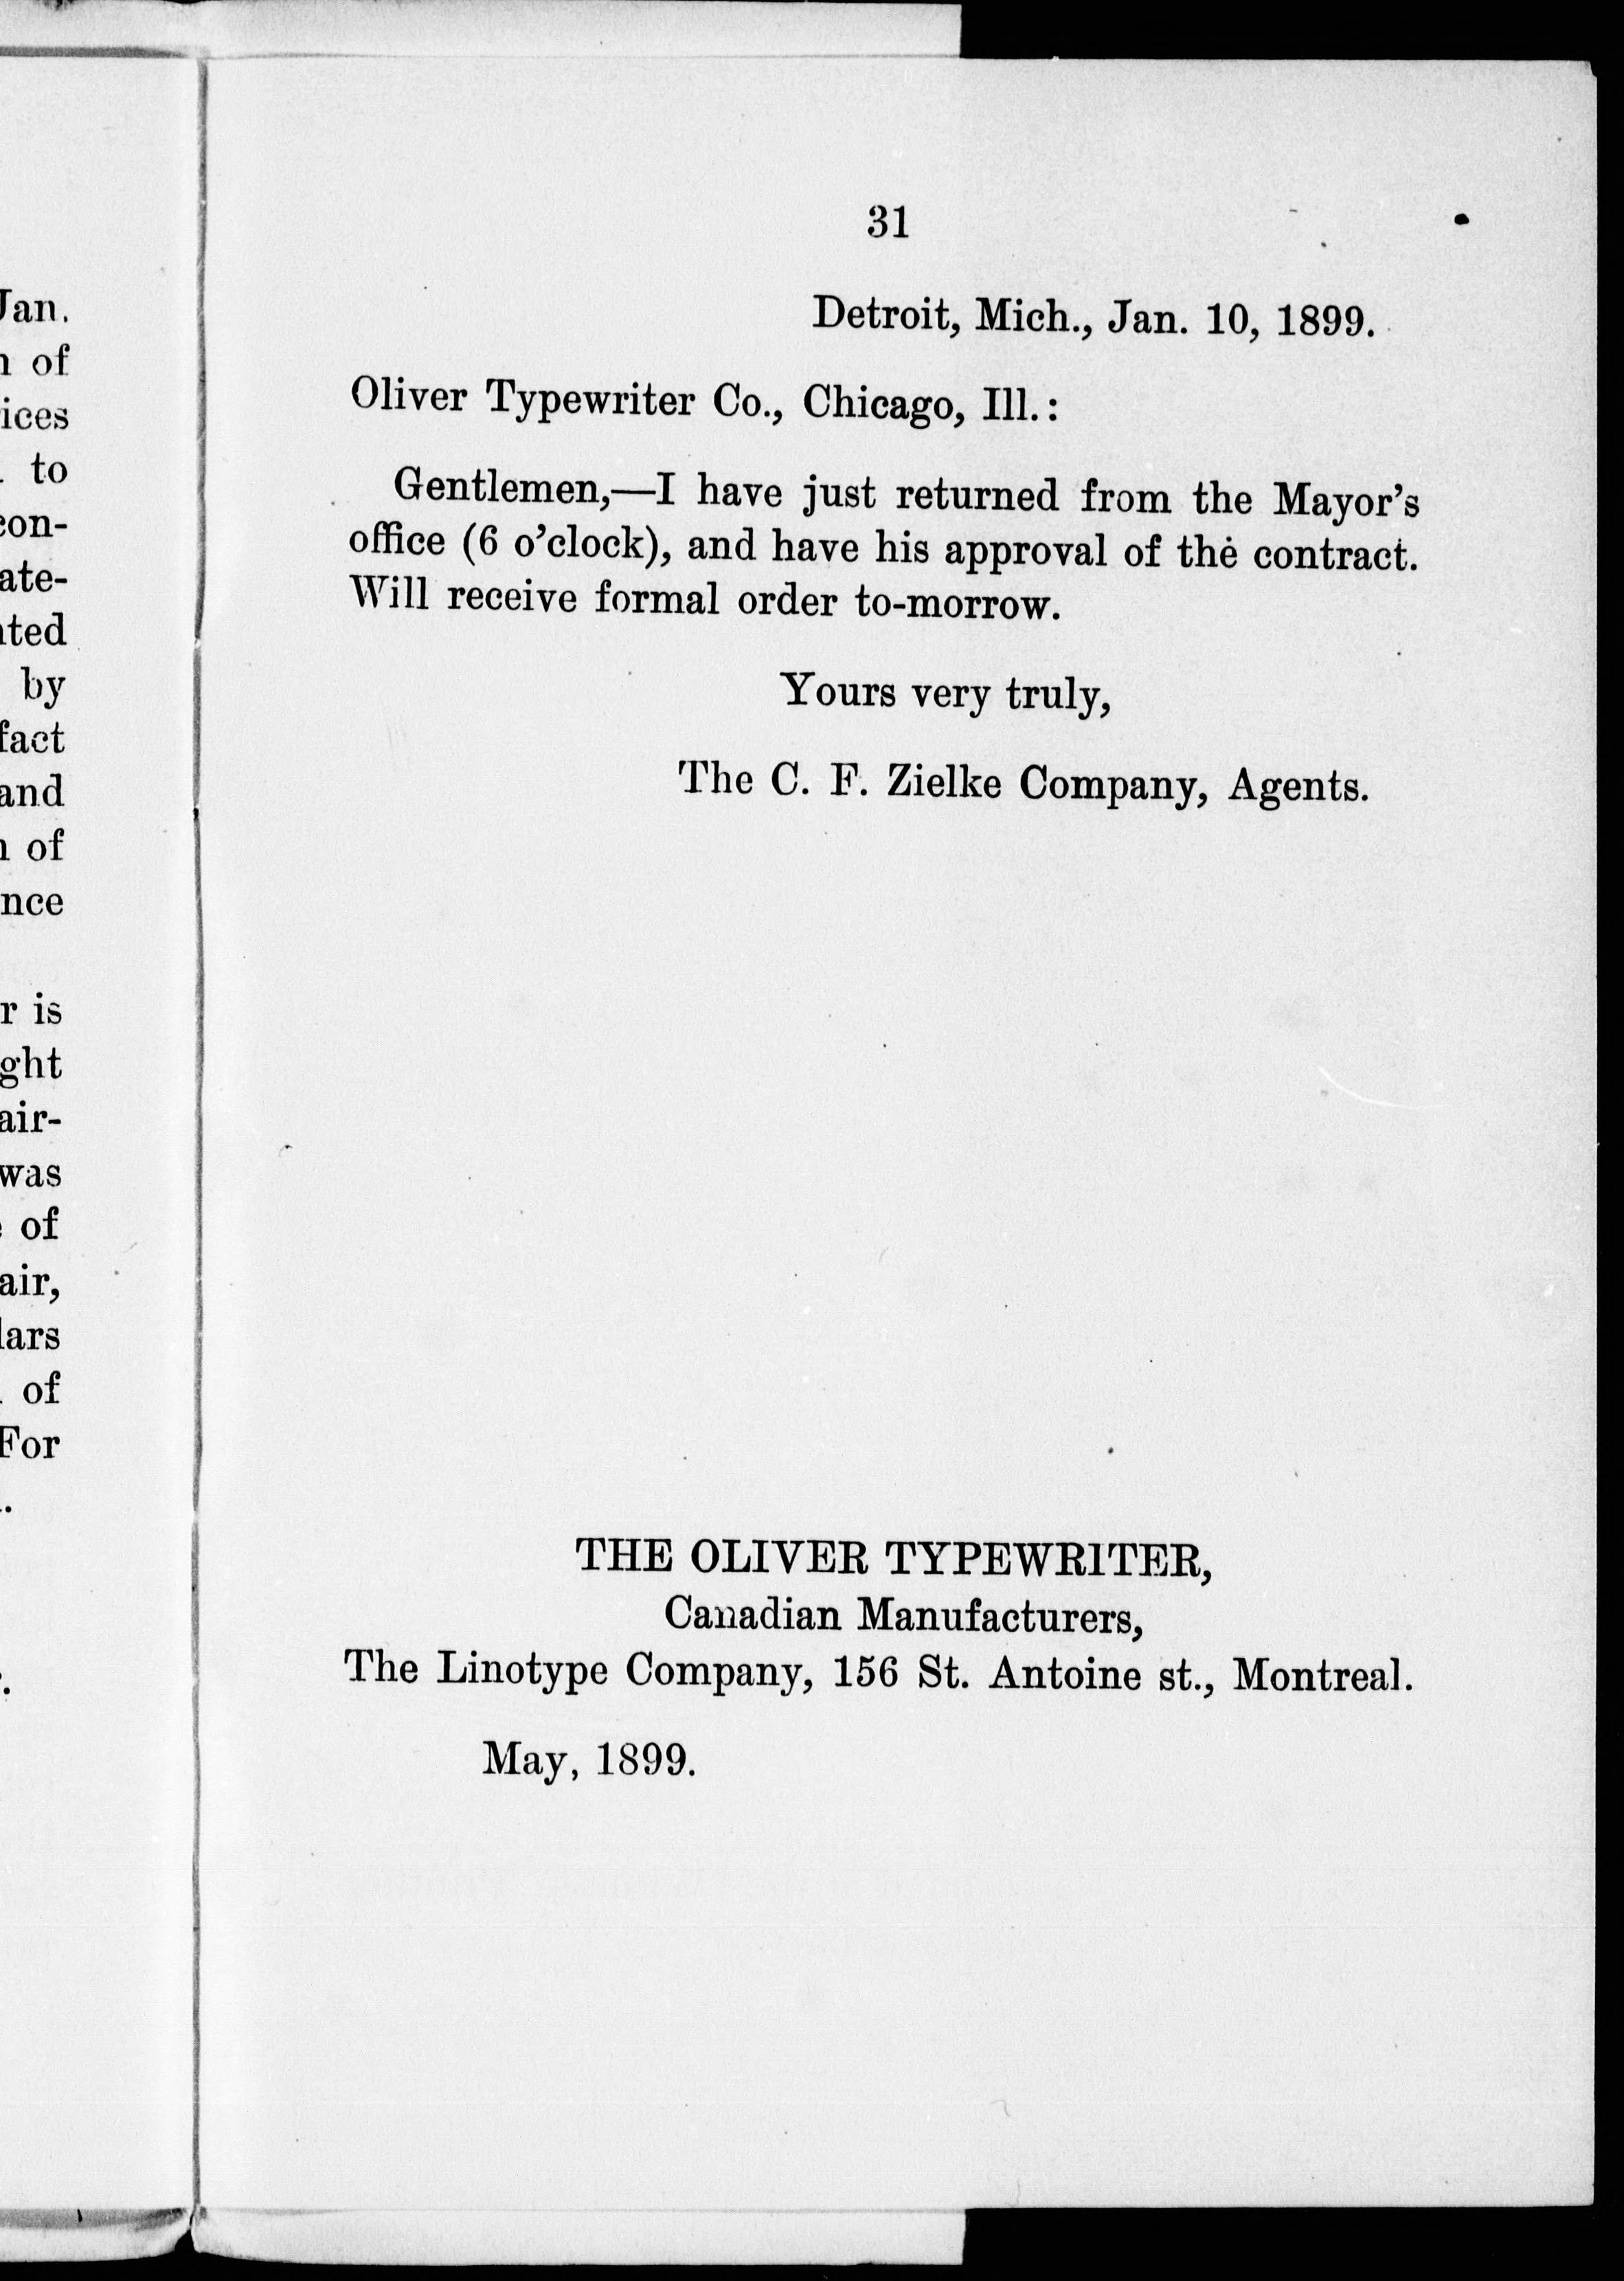 31
Detroit, Mich., Jan. 10, 1899.
Oliver Typewriter Co., Chicago, Ill.:
Gentlemen,—I have just returned from the Mayor's
office (6 o'clock), and have his approval of the contract.
Will receive formal order to-morrow.
Yours very truly,
The C. F. Zielke Company, Agents.
THE OLIVER TYPEWRITER,
Canadian Manufacturers,
The Linotype Company, 156 St. Antoine st., Montreal.
May, 1899.